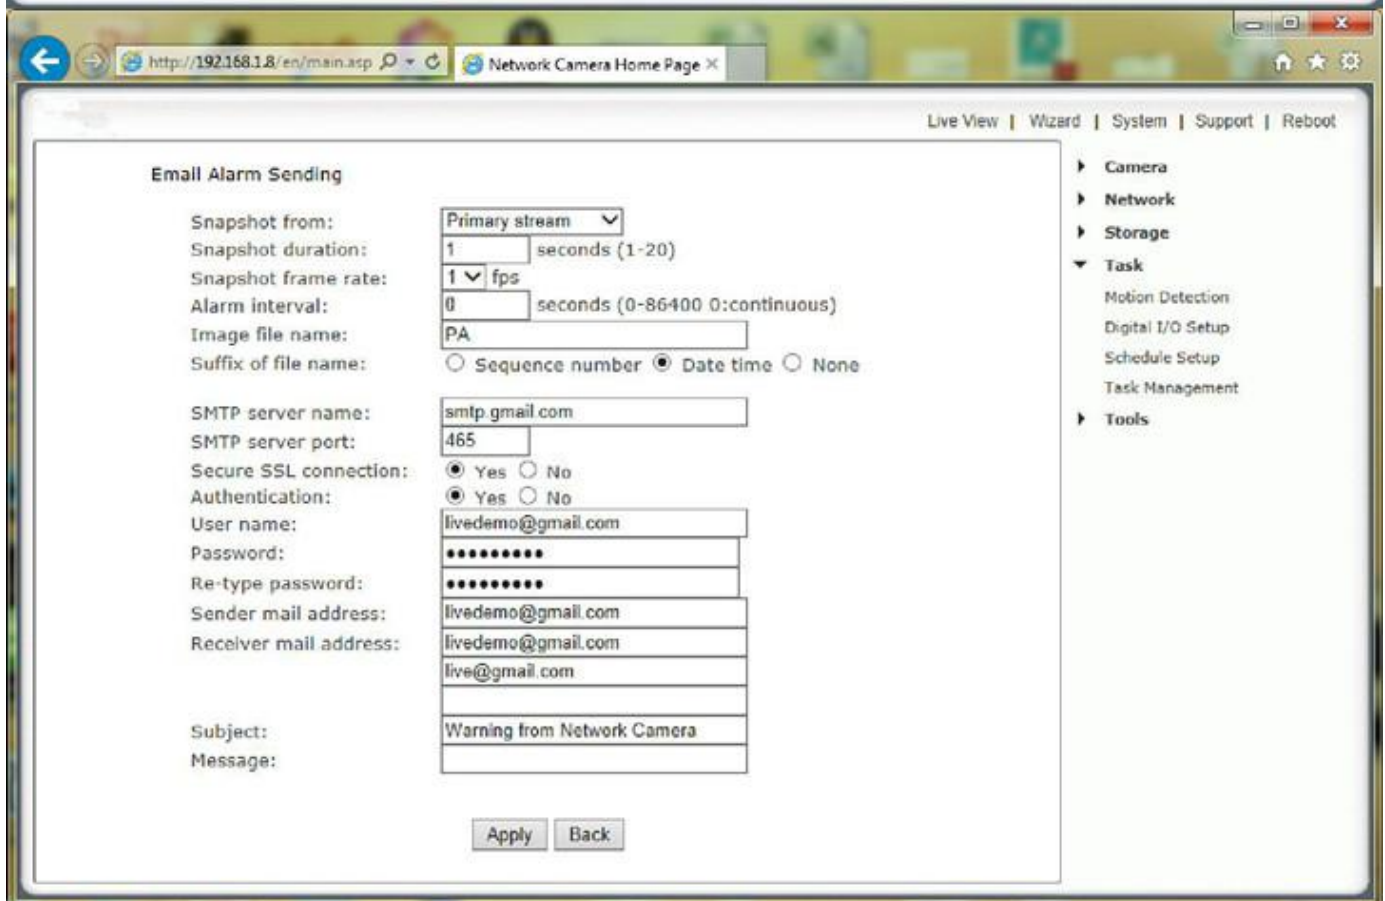 http://192.168.1.8/en/main.asp
Network Camera Home Page
Live View | Wizard | System | Support | Reboot
Email Alarm Sending
Snapshot from: Primary stream
Snapshot duration: 1 seconds (1-20)
Snapshot frame rate: 1 fps
Alarm interval: 0 seconds (0-86400 0:continuous)
Image file name: PA
Suffix of file name: Sequence number Date time None
SMTP server name: smtp.gmail.com
SMTP server port: 465
Secure SSL connection: Yes No
Authentication: Yes No
User name: livedemo@gmail.com
Password: •••••••••
Re-type password: •••••••••
Sender mail address: livedemo@gmail.com
Receiver mail address: livedemo@gmail.com
live@gmail.com
Subject: Warning from Network Camera
Message:
Apply Back
Camera
Network
Storage
Task
Motion Detection
Digital I/O Setup
Schedule Setup
Task Management
Tools